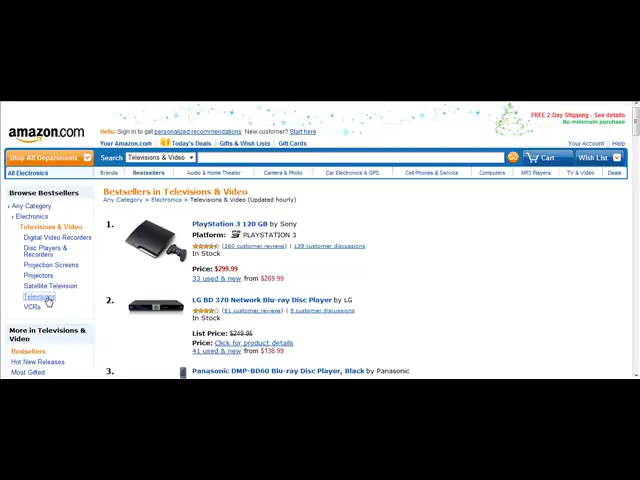 FREE 2-Day Shipping - See details
No minimum purchase
amazon.com
Hello. Sign in to get personalized recommendations. New customer? Start here
Your Amazon.com Today's Deals Gifts & Wish Lists Gift Cards
Your Account Help
Shop All Departments Search Televisions & Video GO Cart Wish List
All Electronics Brands Bestsellers Audio & Home Theater Camera & Photo Car Electronics & GPS Cell Phones & Service Computers MP3 Players TV & Video Deals
Browse Bestsellers
‹ Any Category
‹ Electronics
Televisions & Video
Digital Video Recorders
Disc Players &
Recorders
Projection Screens
Projectors
Satellite Television
Televisions
VCRs
More in Televisions &
Video
Bestsellers
Hot New Releases
Most Gifted
Bestsellers in Televisions & Video
Any Category > Electronics > Televisions & Video (Updated hourly)
1.
PlayStation 3 120 GB by Sony
Platform: PLAYSTATION 3
(260 customer reviews) | 139 customer discussions
In Stock
Price: $299.99
33 used & new from $269.99
2.
LG BD 370 Network Blu-ray Disc Player by LG
(81 customer reviews) | 9 customer discussions
In Stock
List Price: $249.95
Price: Click for product details
41 used & new from $138.99
3.
Panasonic DMP-BD60 Blu-ray Disc Player, Black by Panasonic